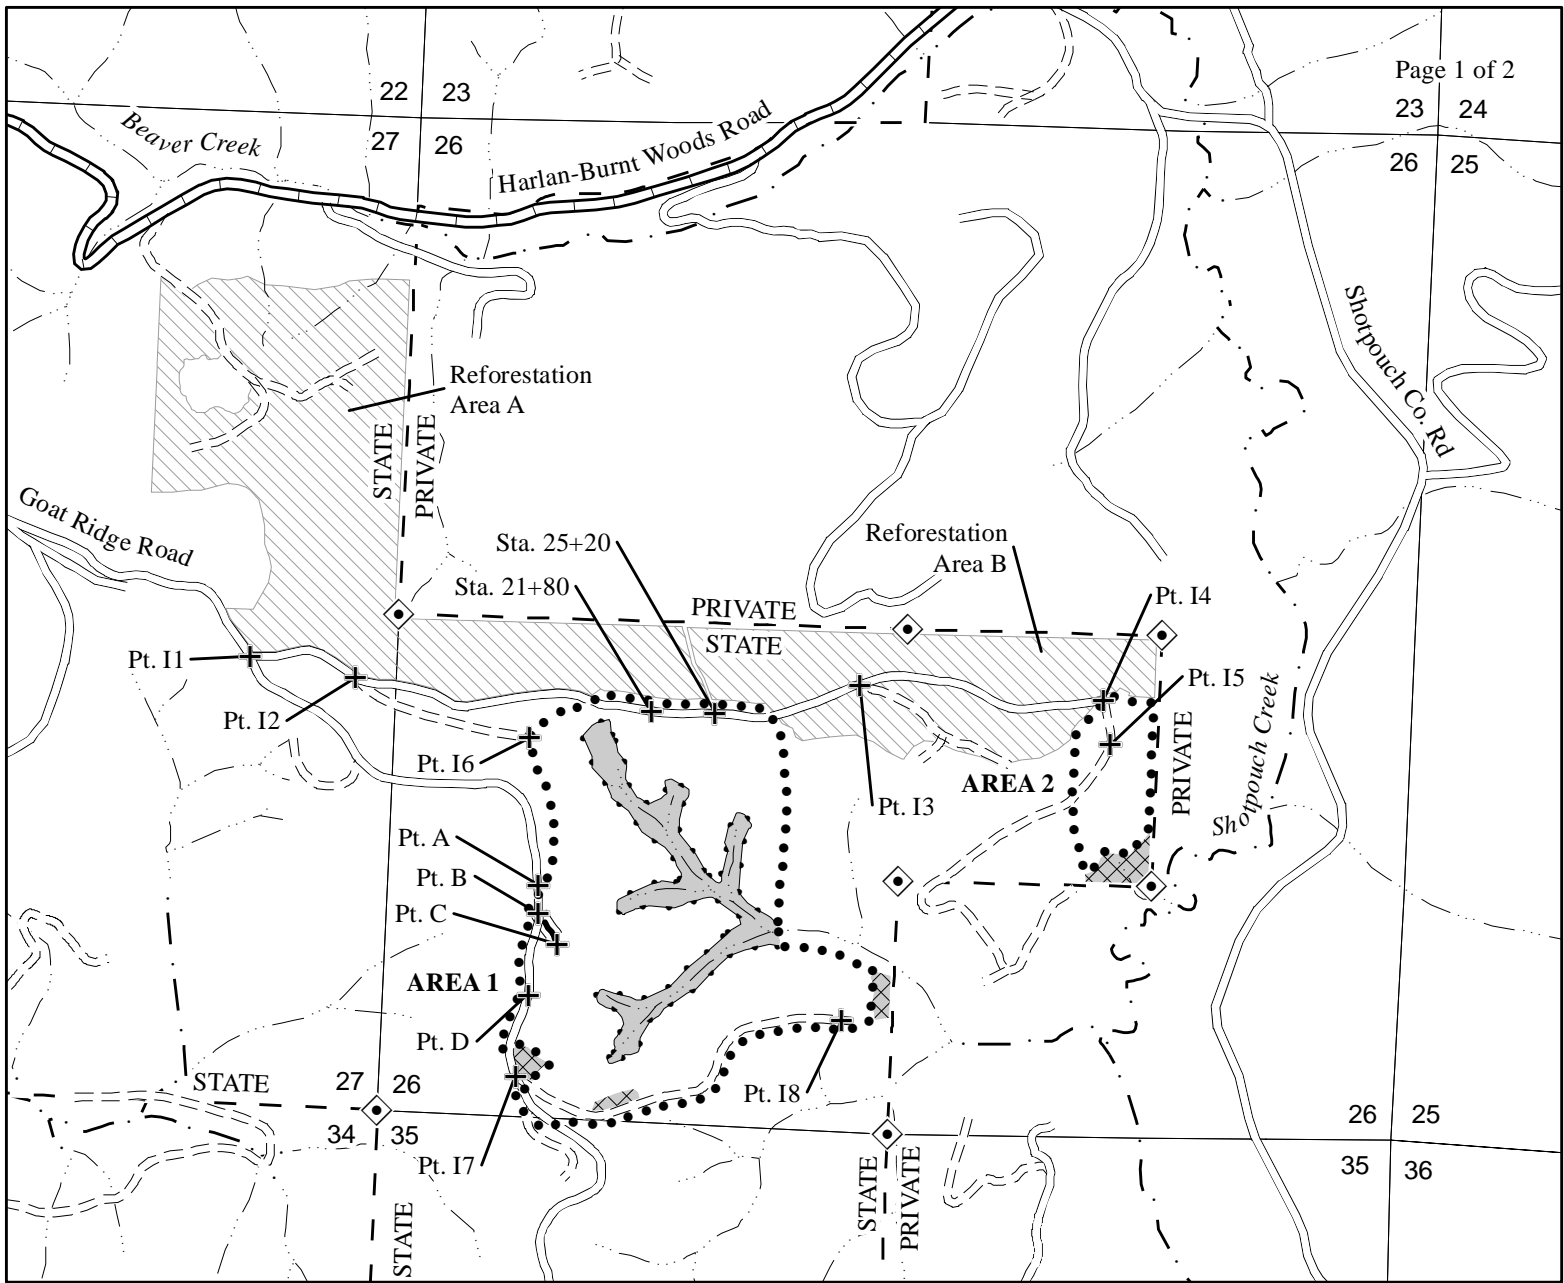 Page 1 of 2
22 23
23 24
Beaver Creek
27 26
Harlan-Burnt Woods Road
26 25
Shotpouch Co. Rd
Reforestation
Area A
STATE
PRIVATE
Goat Ridge Road
Sta. 25+20
Reforestation
Area B
Sta. 21+80
PRIVATE
STATE
Pt. I4
Pt. I1
Pt. I5
Pt. I2
Pt. I6
AREA 2
Pt. I3
PRIVATE
Shotpouch Creek
Pt. A
Pt. B
Pt. C
AREA 1
Pt. D
STATE
27 26
Pt. I8
26 25
34 35
Pt. I7
35 36
STATE
STATE
PRIVATE